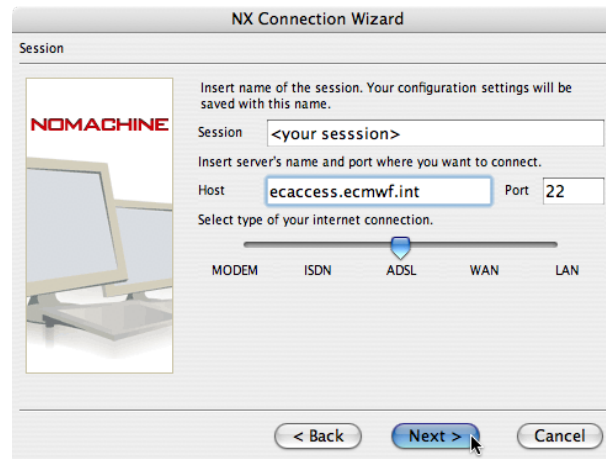 NX Connection Wizard
Session
NOMACHINE
Insert name of the session. Your configuration settings will be
saved with this name.
Session <your sesssion>
Insert server's name and port where you want to connect.
Host ecaccess.ecmwf.int Port 22
Select type of your internet connection.
MODEM ISDN ADSL WAN LAN
< Back Next > Cancel